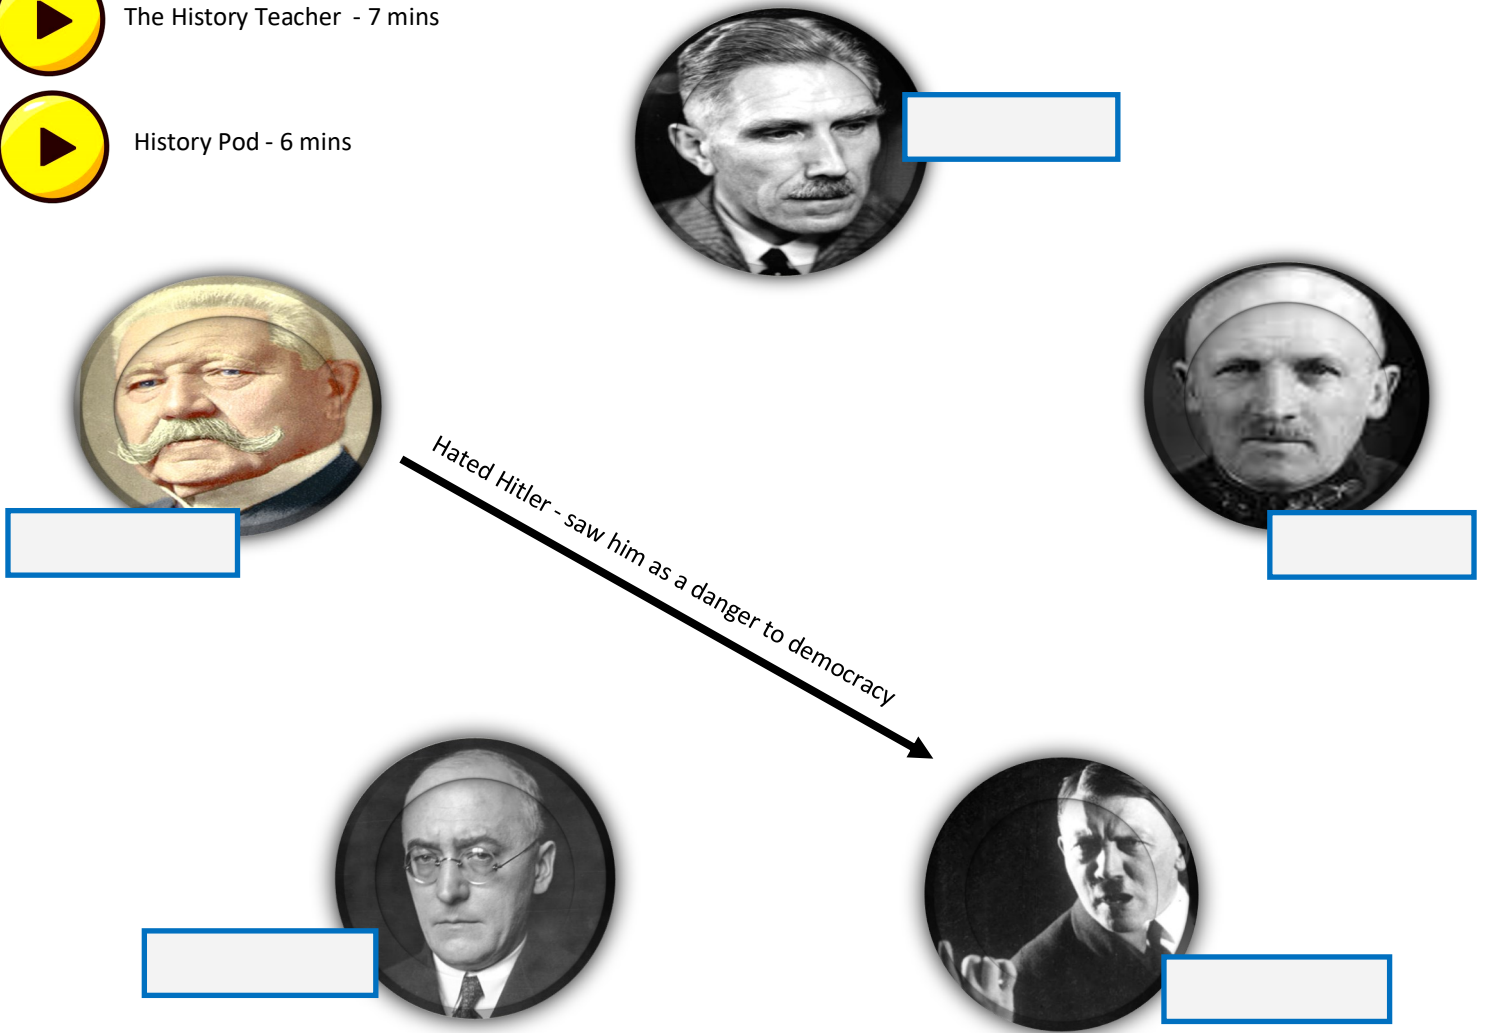 The History Teacher - 7 mins
History Pod - 6 mins
Hated Hitler - saw him as a danger to democracy